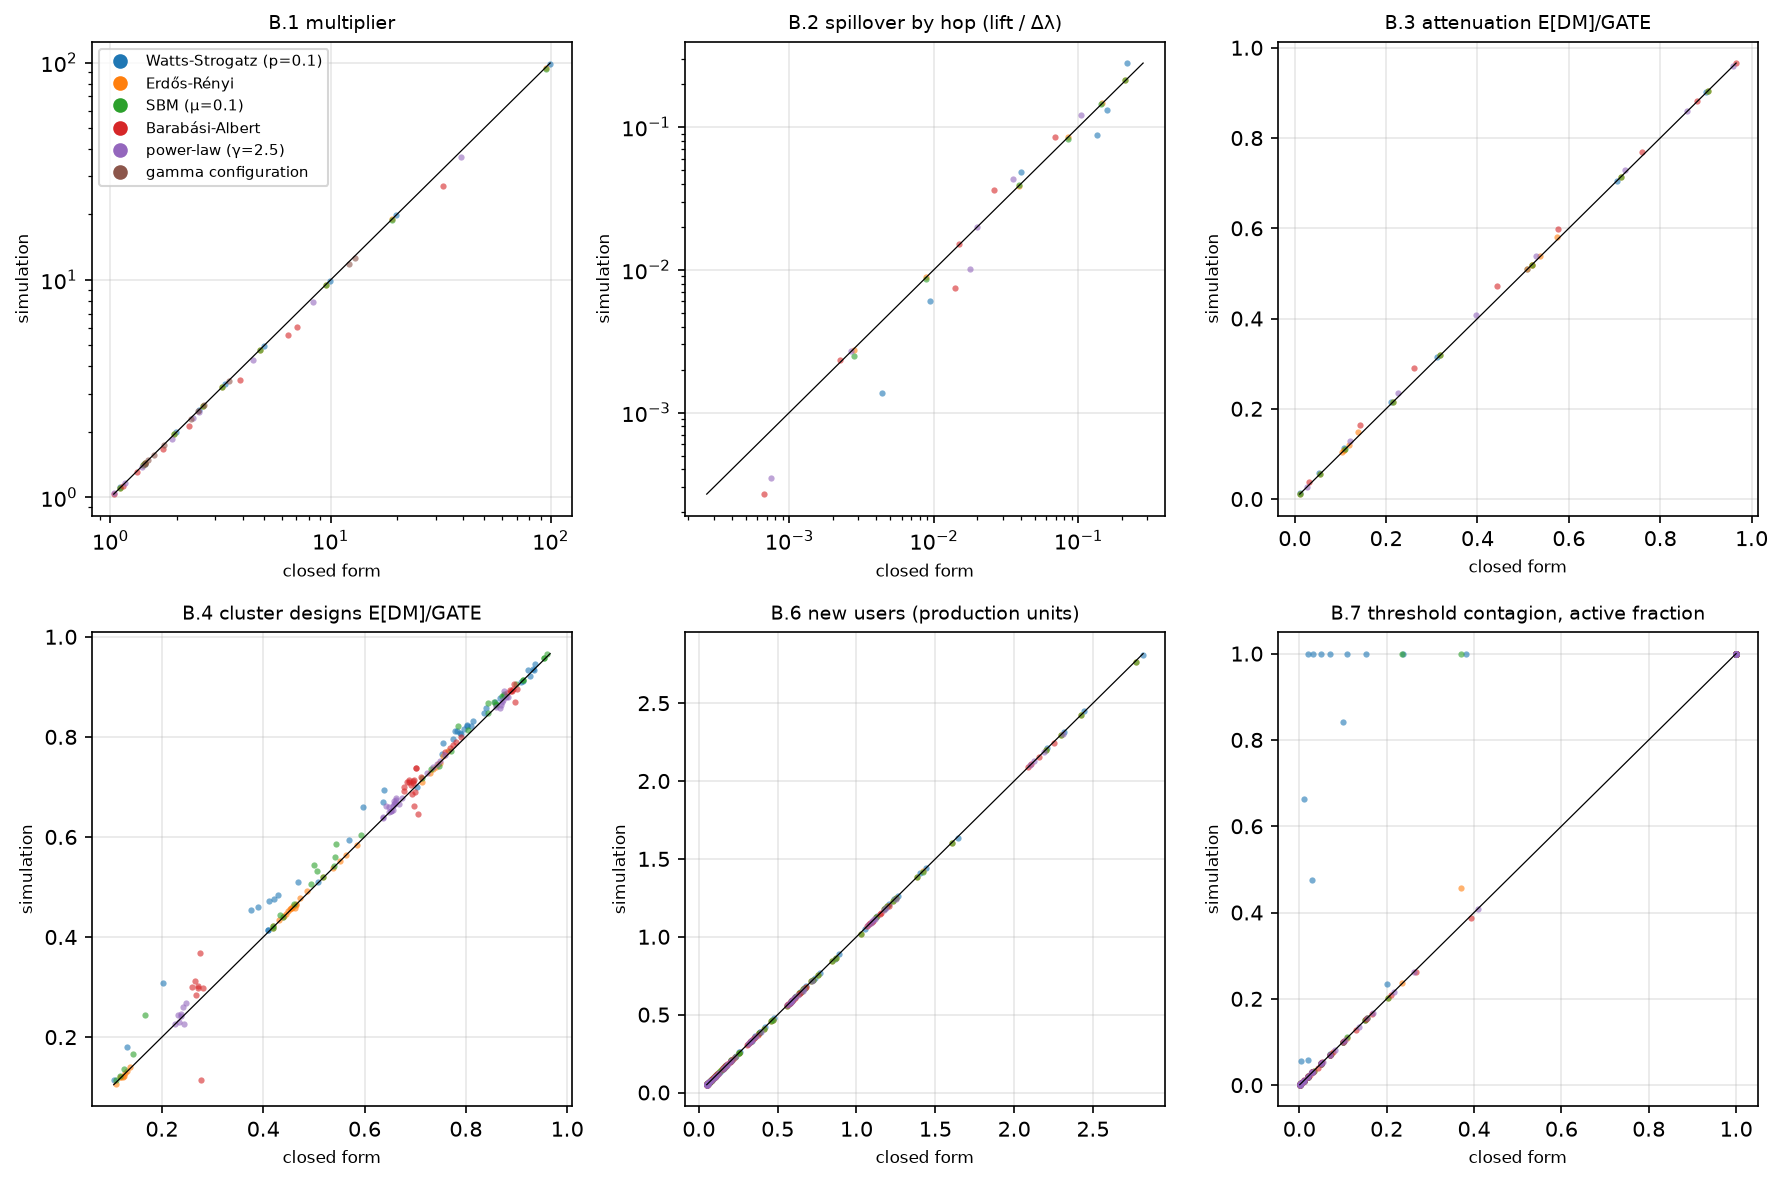 B.1 multiplier
10²
10¹
10⁰
simulation
Watts-Strogatz (p=0.1)
Erdős-Rényi
SBM (μ=0.1)
Barabási-Albert
power-law (γ=2.5)
gamma configuration
10⁰ 10¹ 10²
closed form
B.2 spillover by hop (lift / Δλ)
10⁻¹
10⁻²
10⁻³
simulation
10⁻³ 10⁻² 10⁻¹
closed form
B.3 attenuation E[DM]/GATE
1.0
0.8
0.6
0.4
0.2
0.0
simulation
0.0 0.2 0.4 0.6 0.8 1.0
closed form
B.4 cluster designs E[DM]/GATE
1.0
0.8
0.6
0.4
0.2
simulation
0.2 0.4 0.6 0.8 1.0
closed form
B.6 new users (production units)
2.5
2.0
1.5
1.0
0.5
0.0
simulation
0.0 0.5 1.0 1.5 2.0 2.5
closed form
B.7 threshold contagion, active fraction
1.0
0.8
0.6
0.4
0.2
0.0
simulation
0.0 0.2 0.4 0.6 0.8 1.0
closed form